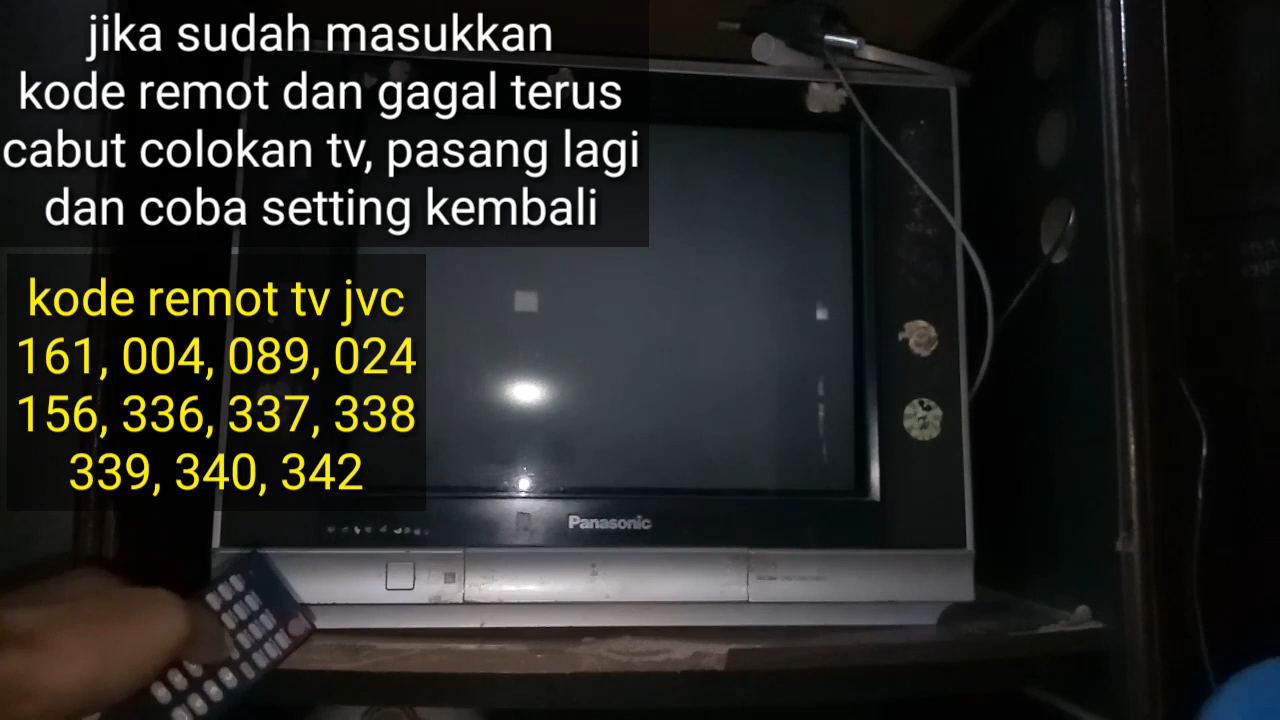 jika sudah masukkan
kode remot dan gagal terus
cabut colokan tv, pasang lagi
dan coba setting kembali
kode remot tv jvc
161, 004, 089, 024
156, 336, 337, 338
339, 340, 342
Panasonic